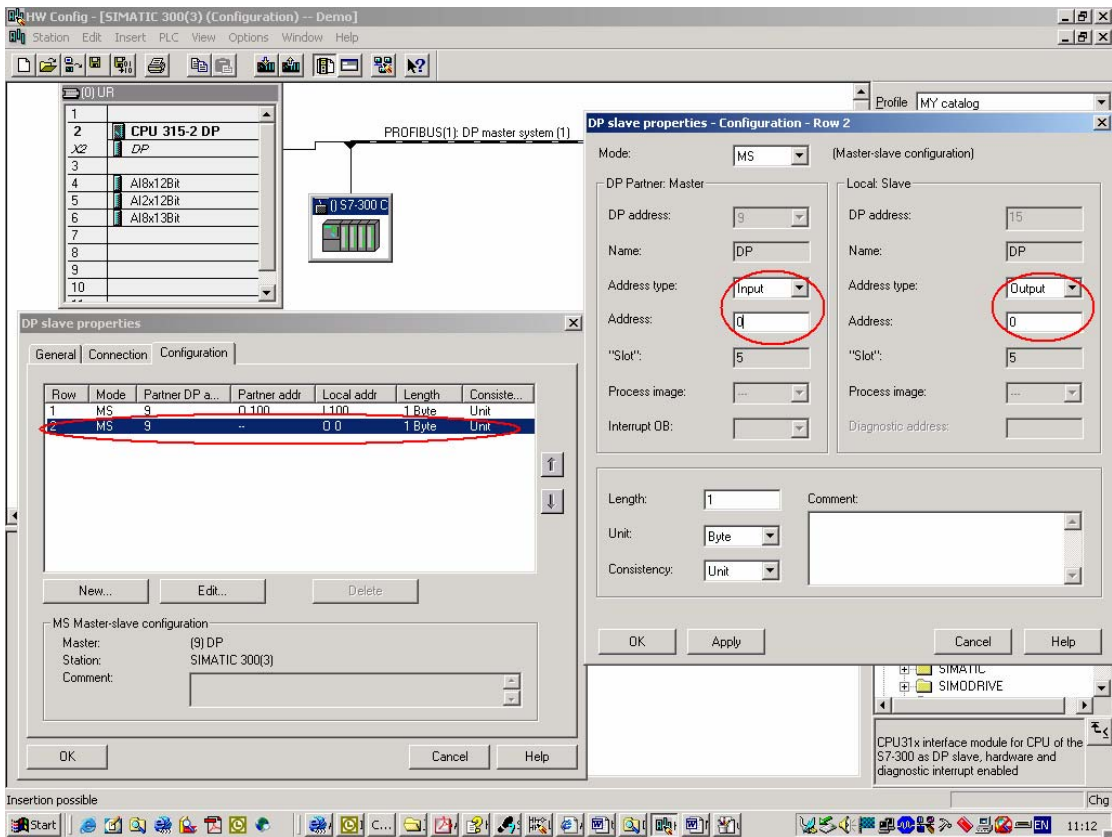 HW Config - [SIMATIC 300(3) (Configuration) -- Demo]
Station Edit Insert PLC View Options Window Help
(0) UR
1
2 CPU 315-2 DP
X2 DP
3
4 AI8x12Bit
5 AI2x12Bit
6 AI8x13Bit
7
8
9
10
PROFIBUS(1): DP master system (1)
() S7-300 C
Profile MY catalog
DP slave properties - Configuration - Row 2
Mode: MS (Master-slave configuration)
DP Partner: Master
DP address: 9
Name: DP
Address type: Input
Address: 0
"Slot": 5
Process image: ---
Interrupt OB:
Local: Slave
DP address: 15
Name: DP
Address type: Output
Address: 0
"Slot": 5
Process image: ---
Diagnostic address:
Length: 1
Unit: Byte
Consistency: Unit
Comment:
OK Apply Cancel Help
DP slave properties
General Connection Configuration
Row Mode Partner DP a... Partner addr Local addr Length Consiste...
1 MS 9 O 100 I 100 1 Byte Unit
2 MS 9 -- O 0 1 Byte Unit
New... Edit... Delete
MS Master-slave configuration
Master: (9) DP
Station: SIMATIC 300(3)
Comment:
OK Cancel Help
SIMATIC
SIMODRIVE
CPU31x interface module for CPU of the
S7-300 as DP slave, hardware and
diagnostic interrupt enabled
Insertion possible
Chg
Start C... EN 11:12